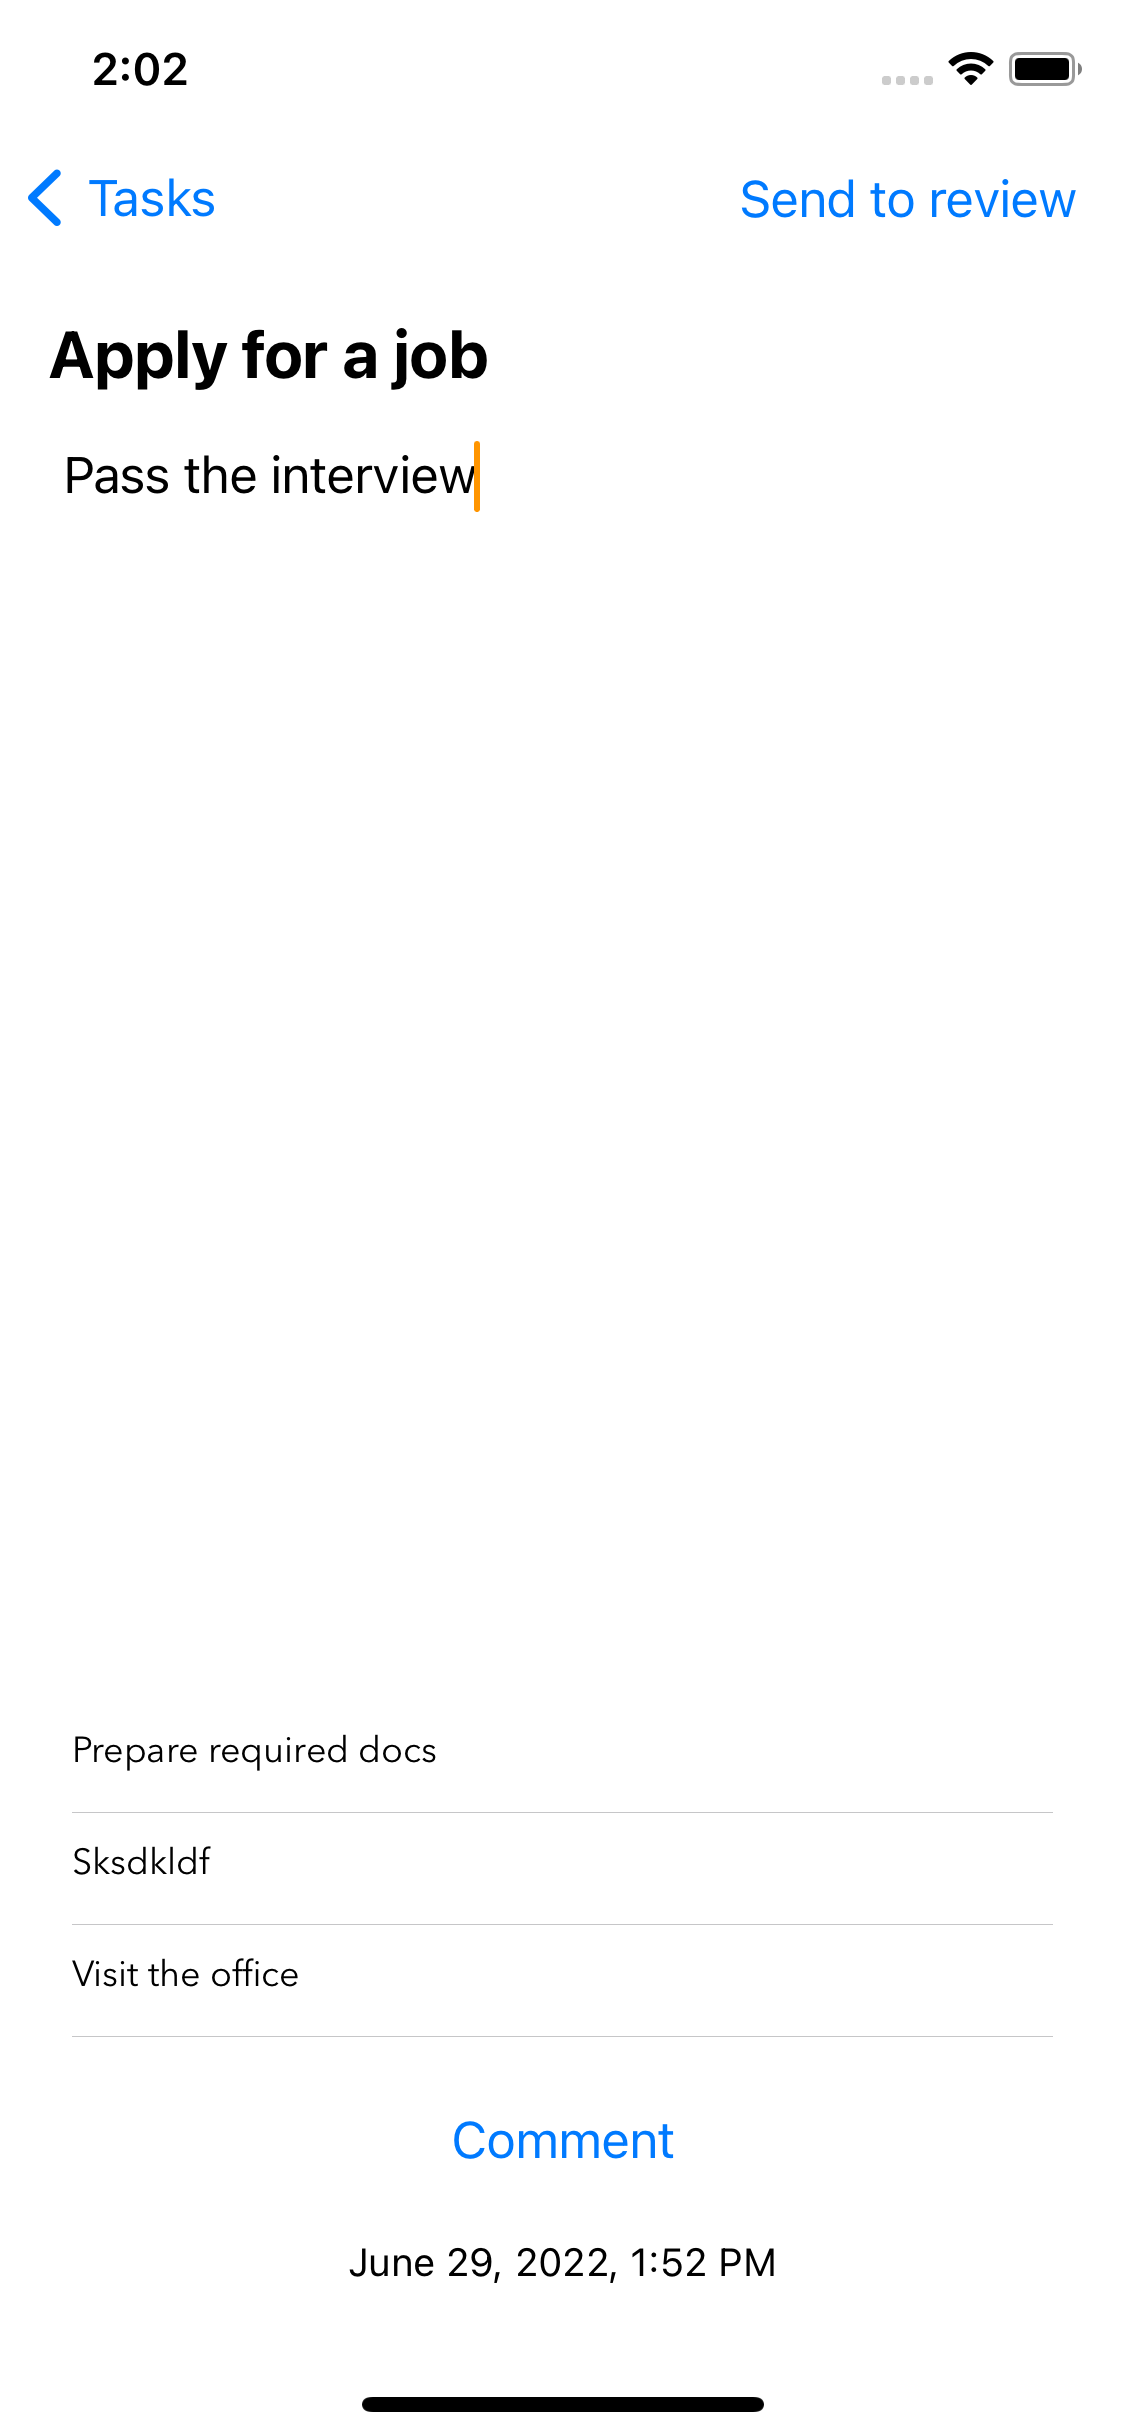 2:02
Tasks
Send to review
Apply for a job
Pass the interview
Prepare required docs
Sksdkldf
Visit the office
Comment
June 29, 2022, 1:52 PM